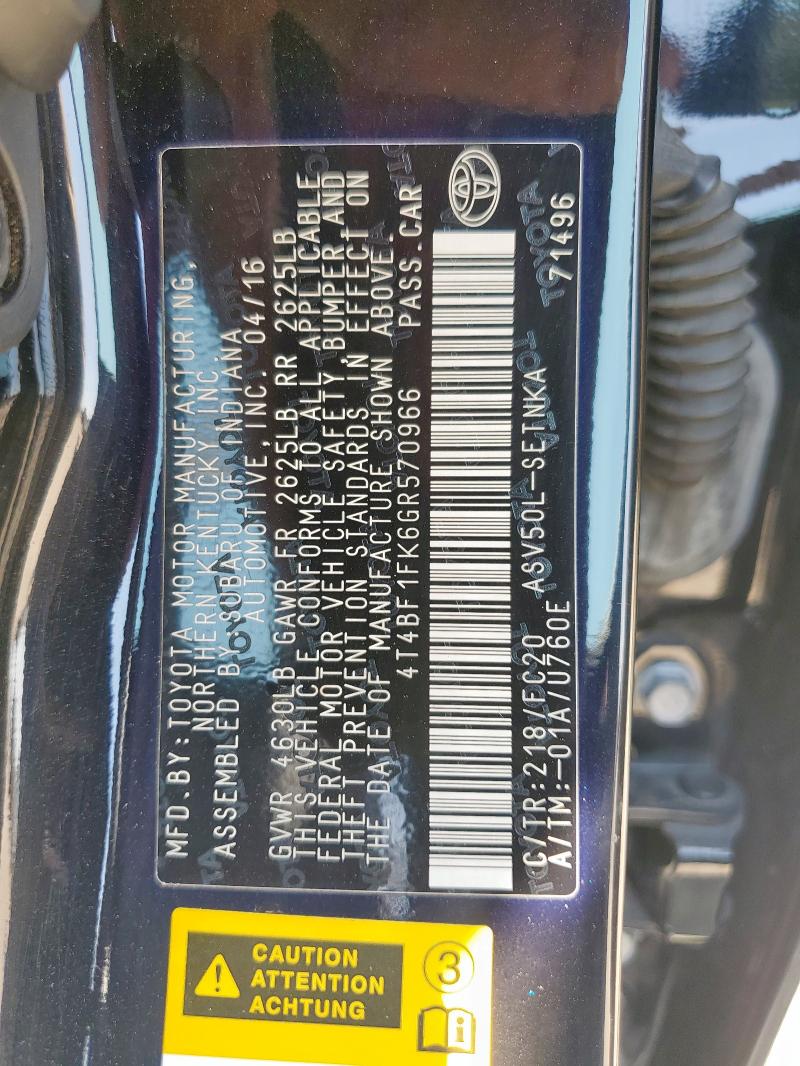 MFD.BY:TOYOTA MOTOR MANUFACTURING,
NORTHERN KENTUCKY, INC.
ASSEMBLED BY SUBARU OF INDIANA
AUTOMOTIVE, INC. 04/16
GVWR 4630LB GAWR FR 2625LB RR 2625LB
THIS VEHICLE CONFORMS TO ALL APPLICABLE
FEDERAL MOTOR VEHICLE SAFETY, BUMPER, AND
THEFT PREVENTION STANDARDS IN EFFECT ON
THE DATE OF MANUFACTURE SHOWN ABOVE.
4T4BF1FK6GR570966 PASS.CAR
C/TR:218/FC20 ASV50L-SETNKA 71496
A/TM:-01A/U760E
CAUTION
ATTENTION
ACHTUNG
3